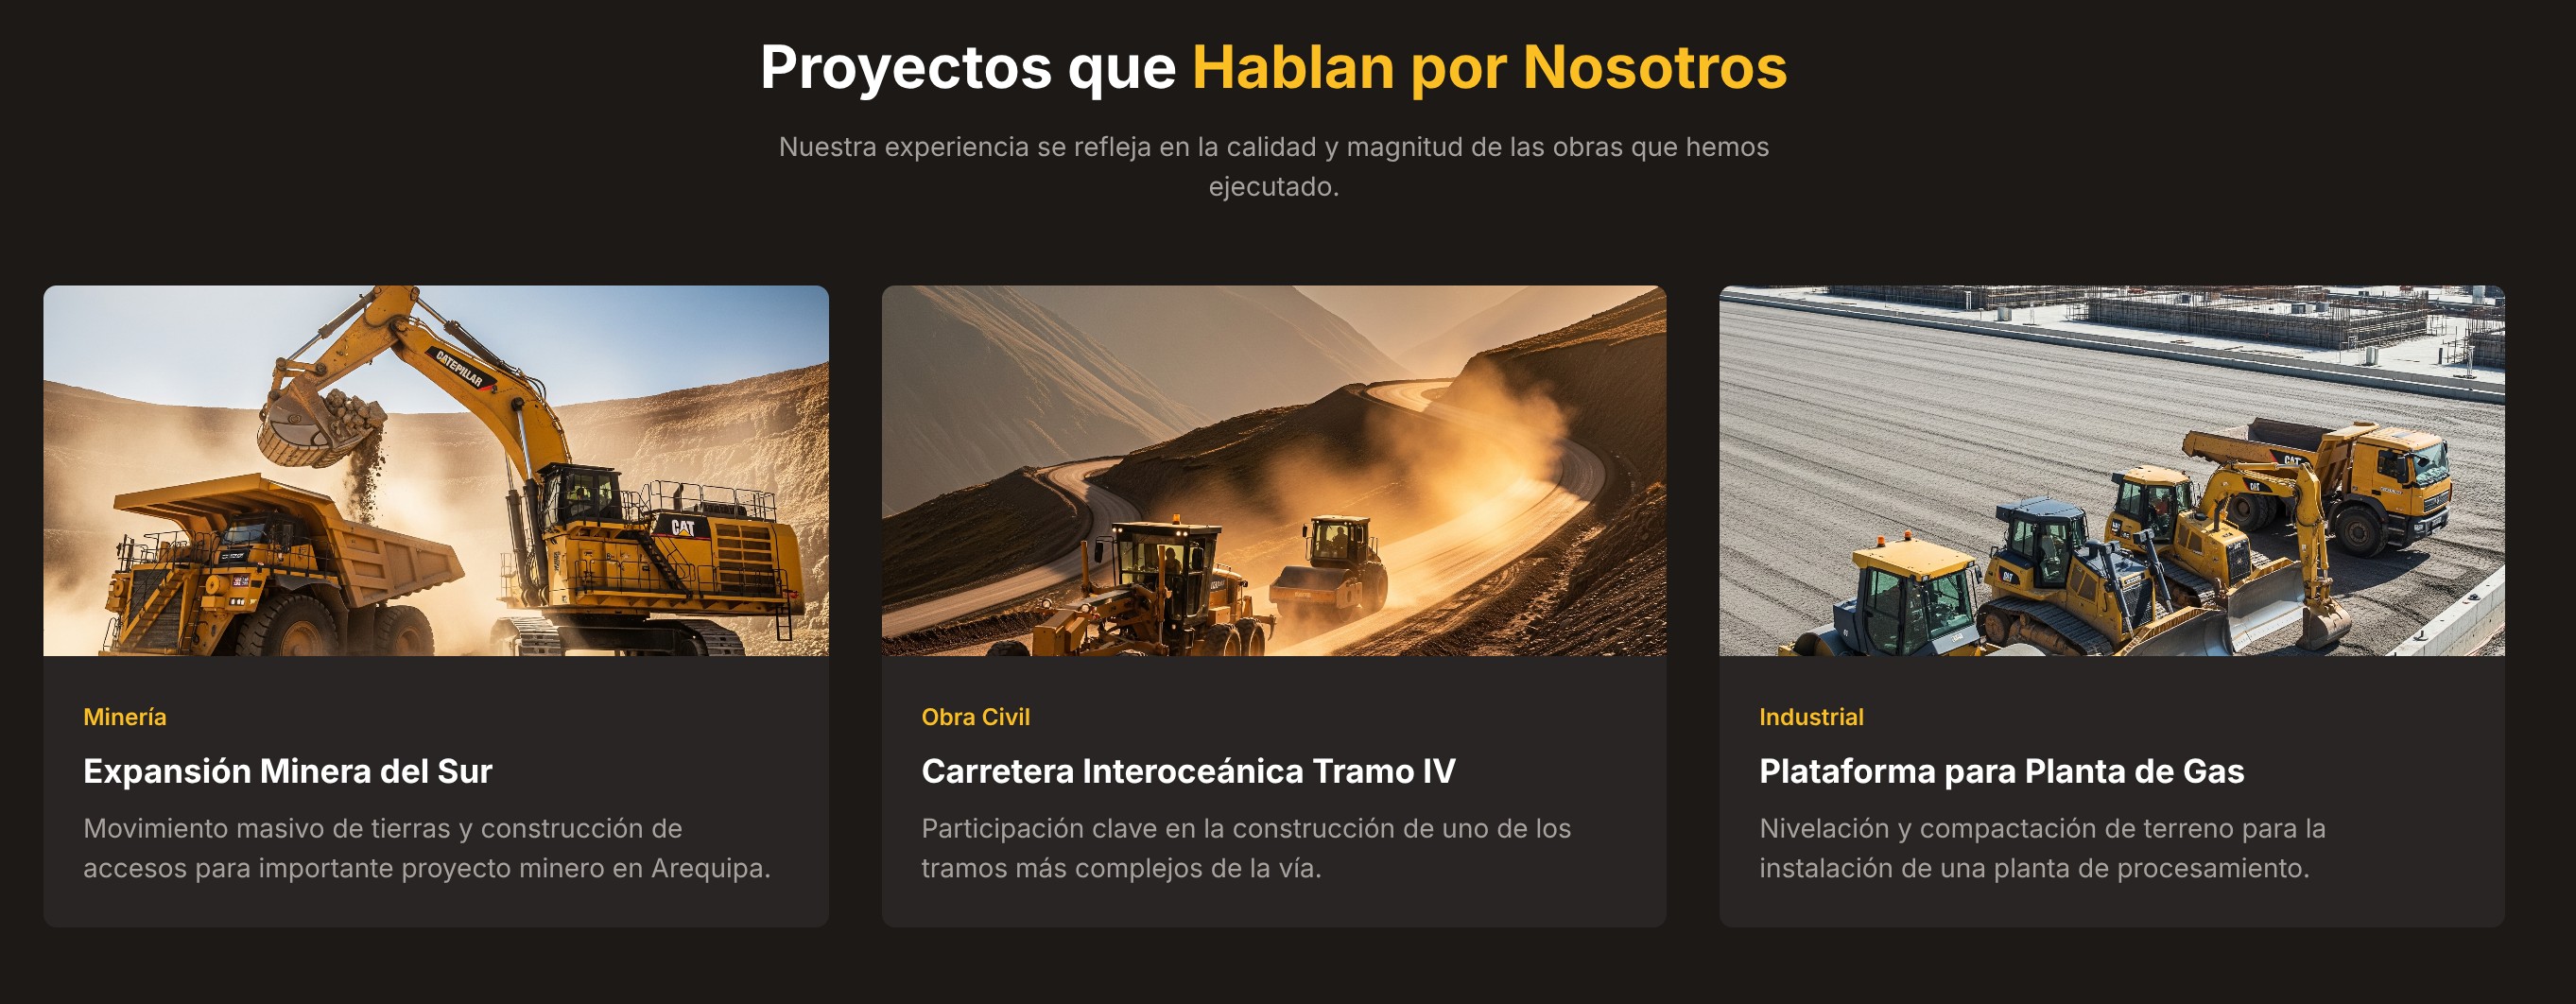 Proyectos que Hablan por Nosotros
Nuestra experiencia se refleja en la calidad y magnitud de las obras que hemos
ejecutado.
CATERPILLAR
CAT
CAT
Minería
Expansión Minera del Sur
Movimiento masivo de tierras y construcción de
accesos para importante proyecto minero en Arequipa.
Obra Civil
Carretera Interoceánica Tramo IV
Participación clave en la construcción de uno de los
tramos más complejos de la vía.
Industrial
Plataforma para Planta de Gas
Nivelación y compactación de terreno para la
instalación de una planta de procesamiento.